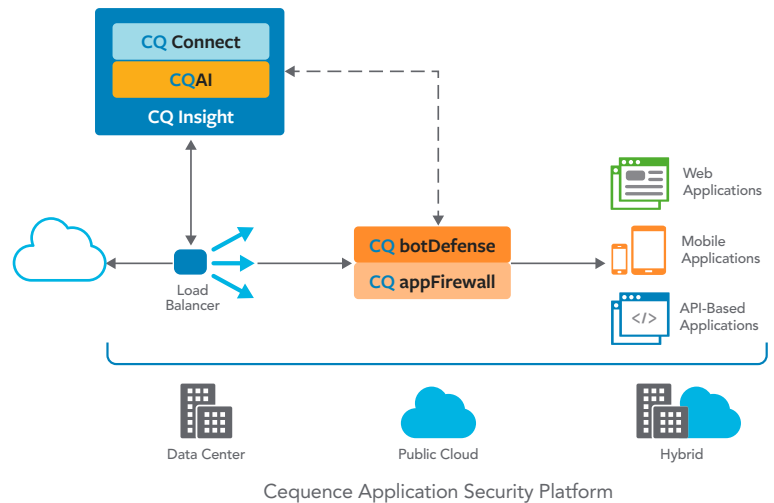 CQ Connect
CQAI
CQ Insight
Web
Applications
CQ botDefense
Mobile
Applications
CQ appFirewall
Load
Balancer
API-Based
Applications
</>
Data Center
Public Cloud
Hybrid
Cequence Application Security Platform